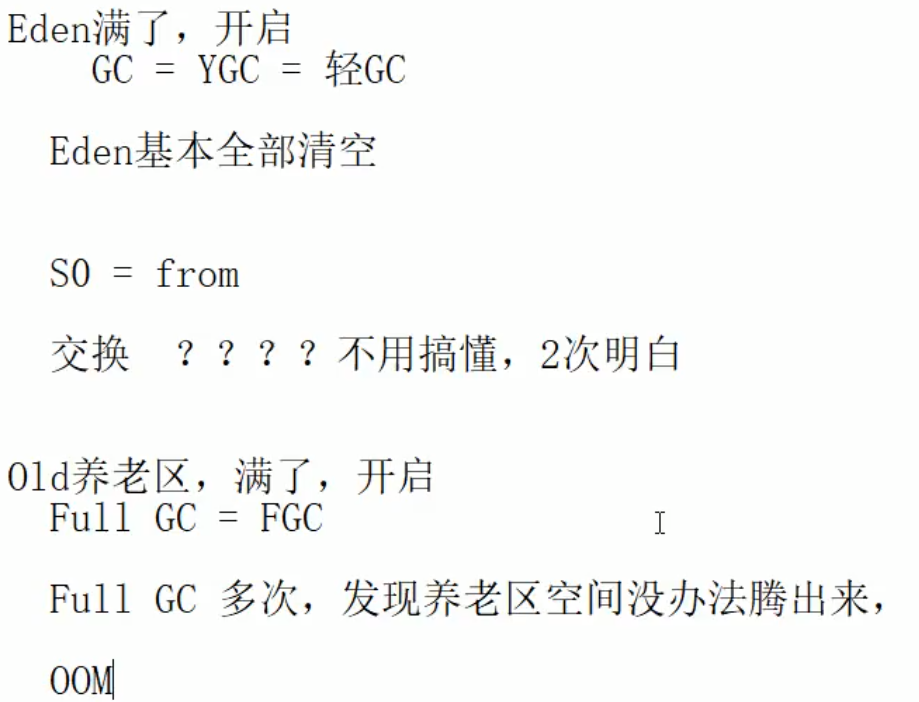 Eden满了，开启
GC = YGC = 轻GC
Eden基本全部清空
S0 = from
交换 ？？？？不用搞懂，2次明白
Old养老区，满了，开启
Full GC = FGC
Full GC 多次，发现养老区空间没办法腾出来，
OOM